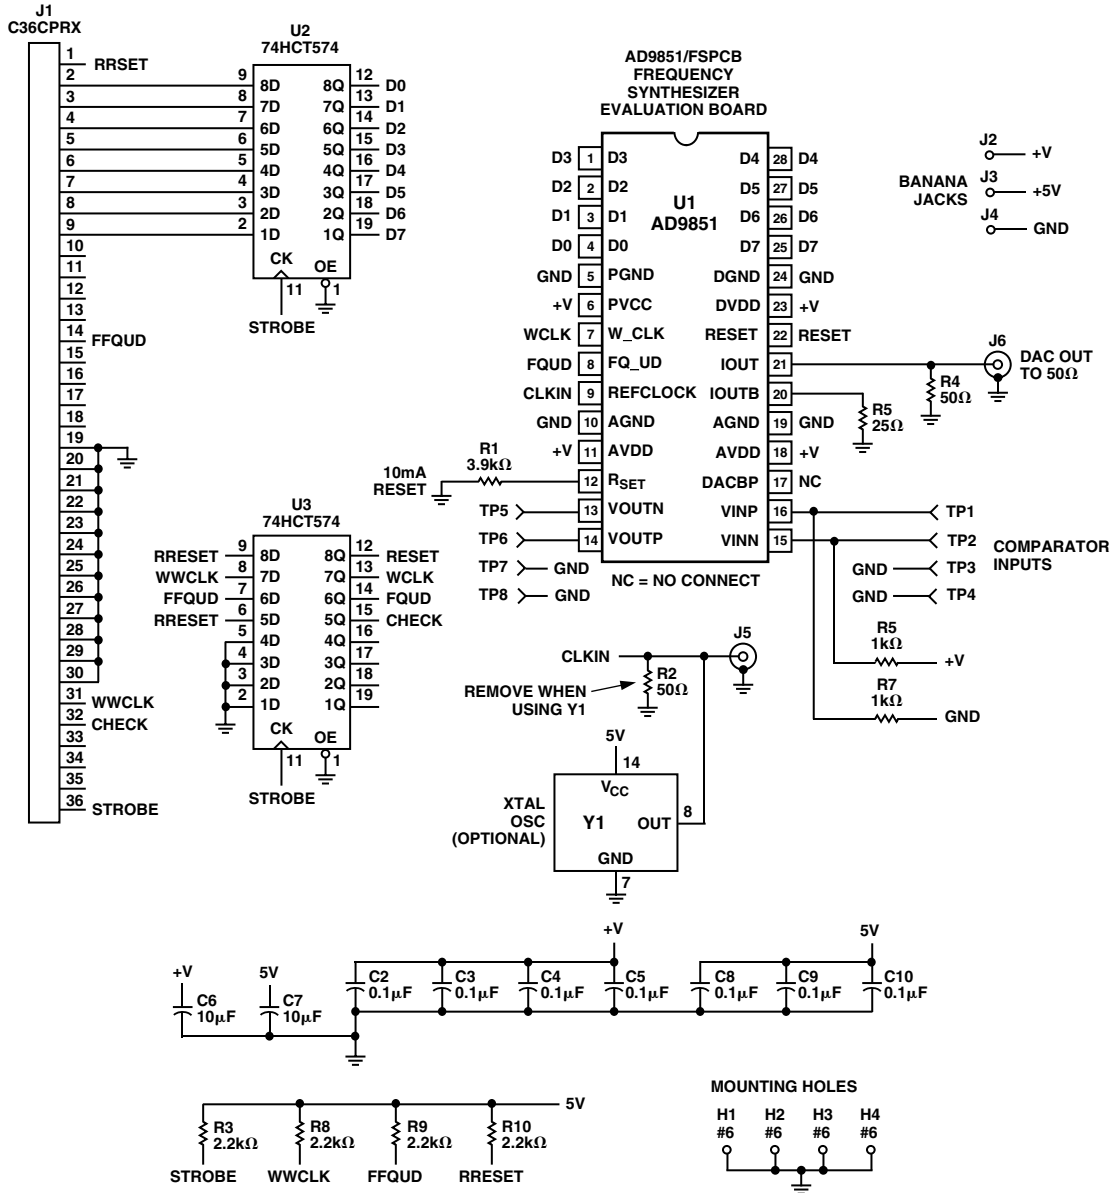 J1
C36CPRX
1
RRSET
2
3
4
5
6
7
8
9
10
11
12
13
14
FFQUD
15
16
17
18
19
20
21
22
23
24
25
26
27
28
29
30
31
WWCLK
32
CHECK
33
34
35
36
STROBE
U2
74HCT574
9 8D 8Q 12 D0
8 7D 7Q 13 D1
7 6D 6Q 14 D2
6 5D 5Q 15 D3
5 4D 4Q 16 D4
4 3D 3Q 17 D5
3 2D 2Q 18 D6
2 1D 1Q 19 D7
CK OE
11 1
STROBE
U3
74HCT574
RRESET 9 8D 8Q 12 RESET
WWCLK 8 7D 7Q 13 WCLK
FFQUD 7 6D 6Q 14 FQUD
RRESET 6 5D 5Q 15 CHECK
5 4D 4Q 16
4 3D 3Q 17
3 2D 2Q 18
2 1D 1Q 19
CK OE
11 1
STROBE
AD9851/FSPCB
FREQUENCY
SYNTHESIZER
EVALUATION BOARD
U1
AD9851
D3 1 D3 D4 28 D4
D2 2 D2 D5 27 D5
D1 3 D1 D6 26 D6
D0 4 D0 D7 25 D7
GND 5 PGND DGND 24 GND
+V 6 PVCC DVDD 23 +V
WCLK 7 W_CLK RESET 22 RESET
FQUD 8 FQ_UD IOUT 21
CLKIN 9 REFCLOCK IOUTB 20
GND 10 AGND AGND 19 GND
+V 11 AVDD AVDD 18 +V
12 RSET DACBP 17 NC
TP5 13 VOUTN VINP 16 TP1
TP6 14 VOUTP VINN 15 TP2
TP7 GND
TP8 GND
NC = NO CONNECT
GND TP3
GND TP4
COMPARATOR
INPUTS
R1
3.9kΩ
10mA
RESET
J2
+V
BANANA
JACKS
J3
+5V
J4
GND
J6
DAC OUT
TO 50Ω
R4
50Ω
R5
25Ω
R5
1kΩ
+V
R7
1kΩ
GND
CLKIN
J5
R2
50Ω
REMOVE WHEN
USING Y1
5V
14
VCC
XTAL
OSC
(OPTIONAL)
Y1
OUT
8
GND
7
+V
C6
10µF
5V
C7
10µF
+V
C2
0.1µF
C3
0.1µF
C4
0.1µF
C5
0.1µF
5V
C8
0.1µF
C9
0.1µF
C10
0.1µF
5V
R3
2.2kΩ
R8
2.2kΩ
R9
2.2kΩ
R10
2.2kΩ
STROBE
WWCLK
FFQUD
RRESET
MOUNTING HOLES
H1 H2 H3 H4
#6 #6 #6 #6